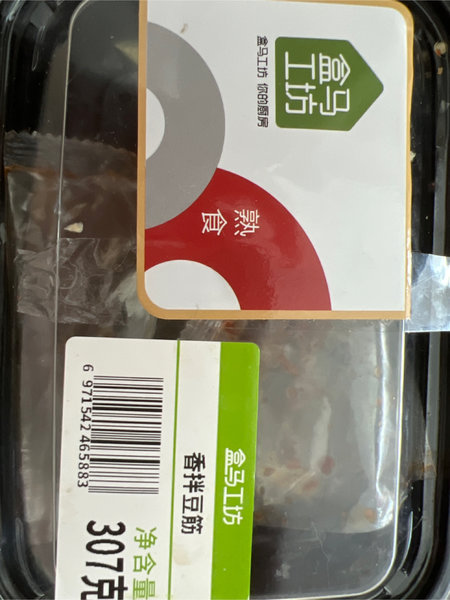 盒马
工坊
盒马工坊 你的厨房
熟
食
盒马工坊
香拌豆筋
6 971542 465883
净含量
307克